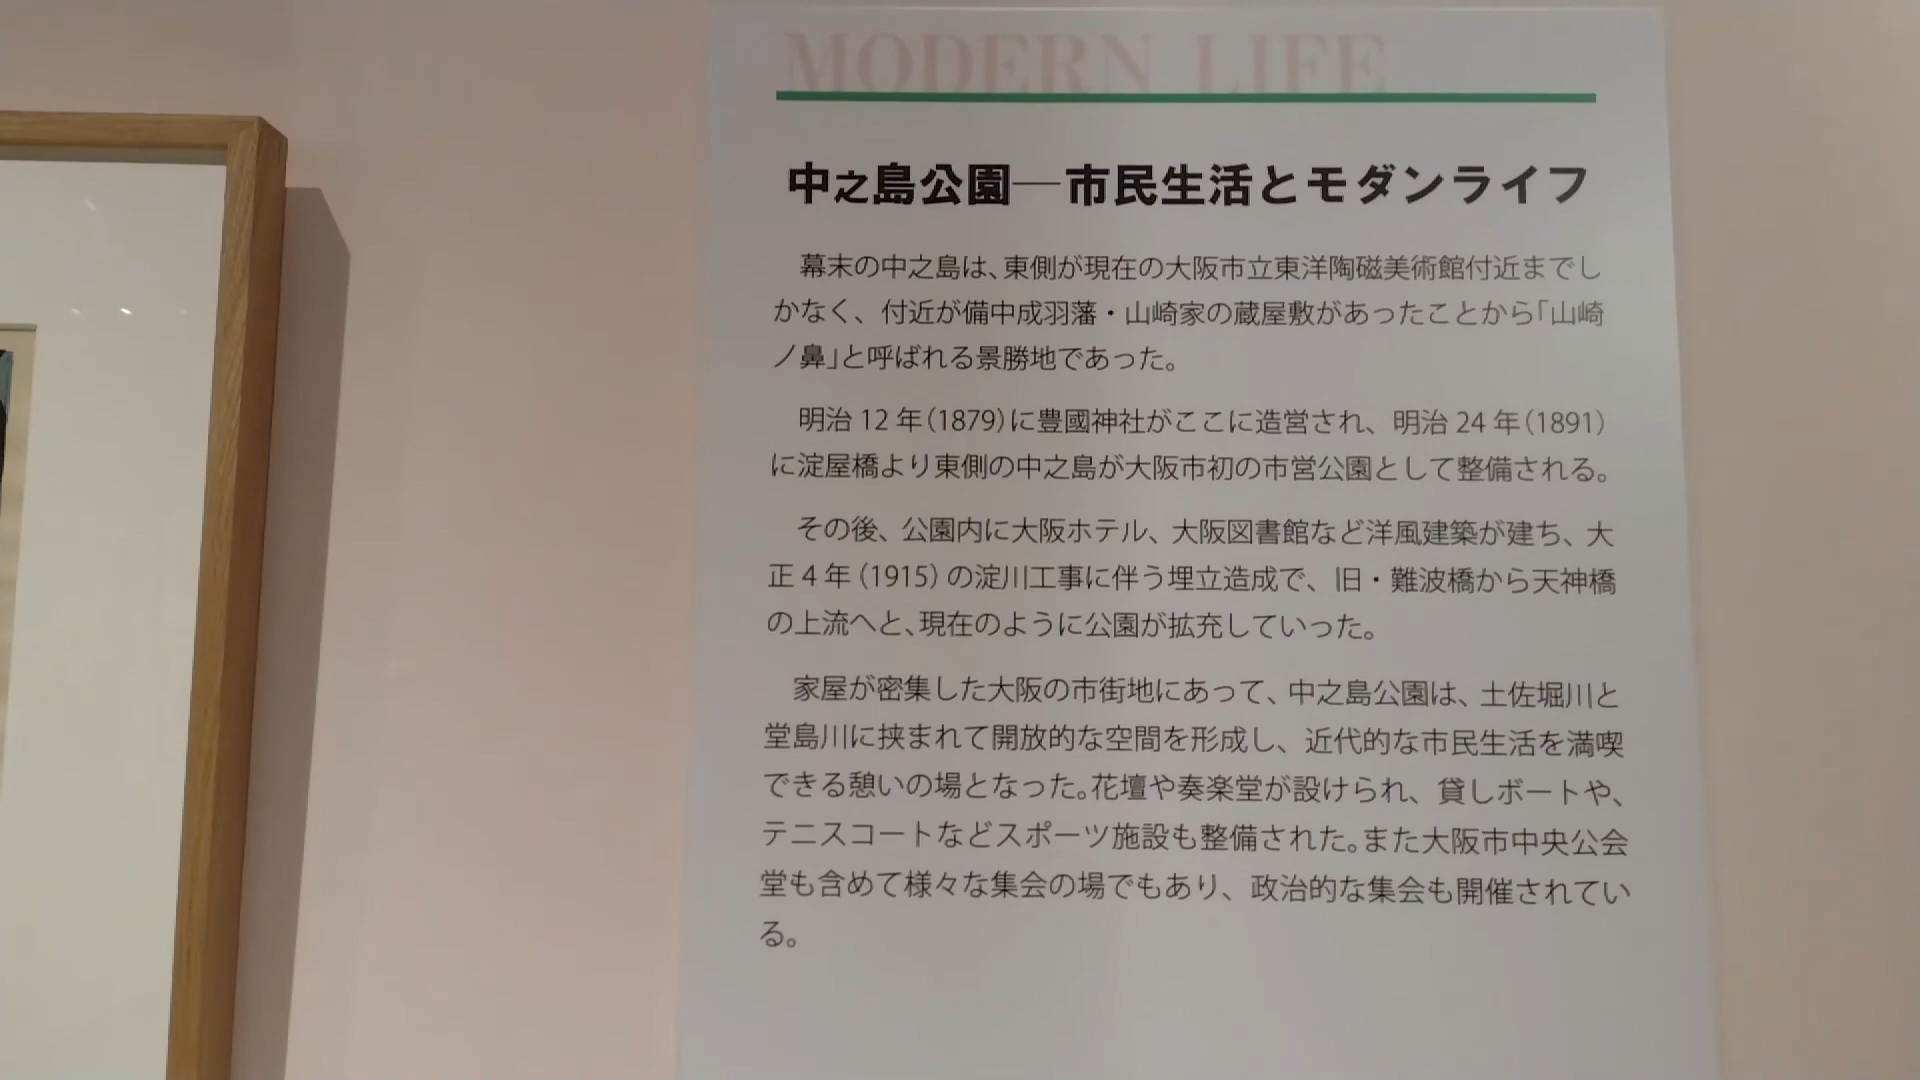 MODERN LIFE
中之島公園―市民生活とモダンライフ
幕末の中之島は、東側が現在の大阪市立東洋陶磁美術館付近までし
かなく、付近が備中成羽藩・山崎家の蔵屋敷があったことから「山崎
ノ鼻」と呼ばれる景勝地であった。
明治 12 年(1879)に豊國神社がここに造営され、明治 24 年(1891)
に淀屋橋より東側の中之島が大阪市初の市営公園として整備される。
その後、公園内に大阪ホテル、大阪図書館など洋風建築が建ち、大
正 4 年(1915)の淀川工事に伴う埋立造成で、旧・難波橋から天神橋
の上流へと、現在のように公園が拡充していった。
家屋が密集した大阪の市街地にあって、中之島公園は、土佐堀川と
堂島川に挟まれて開放的な空間を形成し、近代的な市民生活を満喫
できる憩いの場となった。花壇や奏楽堂が設けられ、貸しボートや、
テニスコートなどスポーツ施設も整備された。また大阪市中央公会
堂も含めて様々な集会の場でもあり、政治的な集会も開催されてい
る。